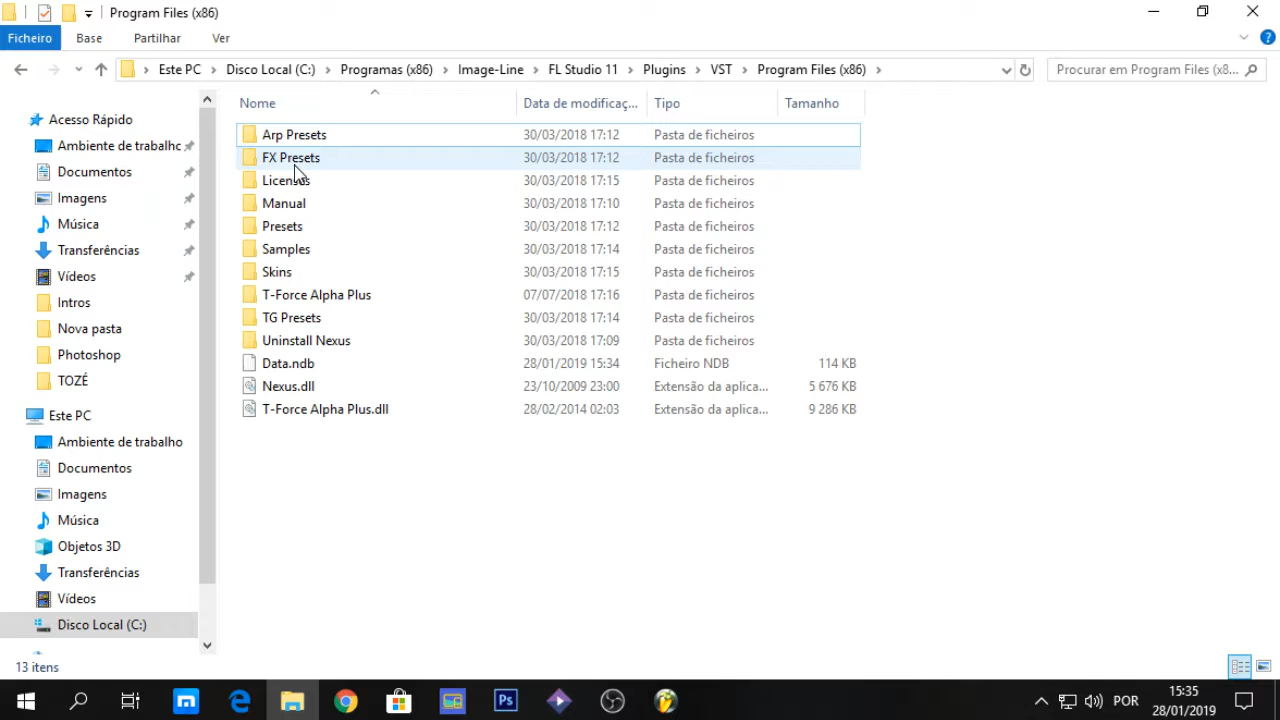 Program Files (x86)
Ficheiro Base Partilhar Ver
Este PC Disco Local (C:) Programas (x86) Image-Line FL Studio 11 Plugins VST Program Files (x86) Procurar em Program Files (x8...
Nome Data de modificaç... Tipo Tamanho
Arp Presets 30/03/2018 17:12 Pasta de ficheiros
FX Presets 30/03/2018 17:12 Pasta de ficheiros
Licenses 30/03/2018 17:15 Pasta de ficheiros
Manual 30/03/2018 17:10 Pasta de ficheiros
Presets 30/03/2018 17:12 Pasta de ficheiros
Samples 30/03/2018 17:14 Pasta de ficheiros
Skins 30/03/2018 17:15 Pasta de ficheiros
T-Force Alpha Plus 07/07/2018 17:16 Pasta de ficheiros
TG Presets 30/03/2018 17:14 Pasta de ficheiros
Uninstall Nexus 30/03/2018 17:09 Pasta de ficheiros
Data.ndb 28/01/2019 15:34 Ficheiro NDB 114 KB
Nexus.dll 23/10/2009 23:00 Extensão da aplica... 5 676 KB
T-Force Alpha Plus.dll 28/02/2014 02:03 Extensão da aplica... 9 286 KB
Acesso Rápido
Ambiente de trabalho
Documentos
Imagens
Música
Transferências
Vídeos
Intros
Nova pasta
Photoshop
TOZÉ
Este PC
Ambiente de trabalho
Documentos
Imagens
Música
Objetos 3D
Transferências
Vídeos
Disco Local (C:)
13 itens
Ps
POR
15:35
28/01/2019